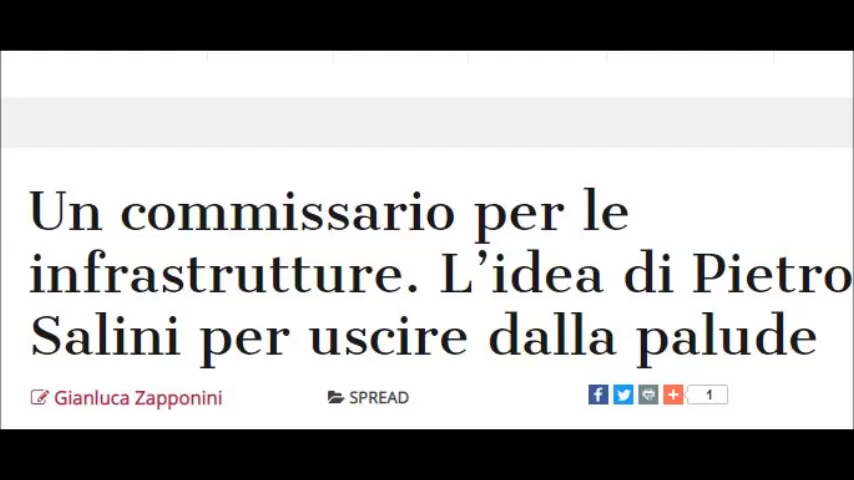 Un commissario per le
infrastrutture. L’idea di Pietro
Salini per uscire dalla palude
Gianluca Zapponini SPREAD 1